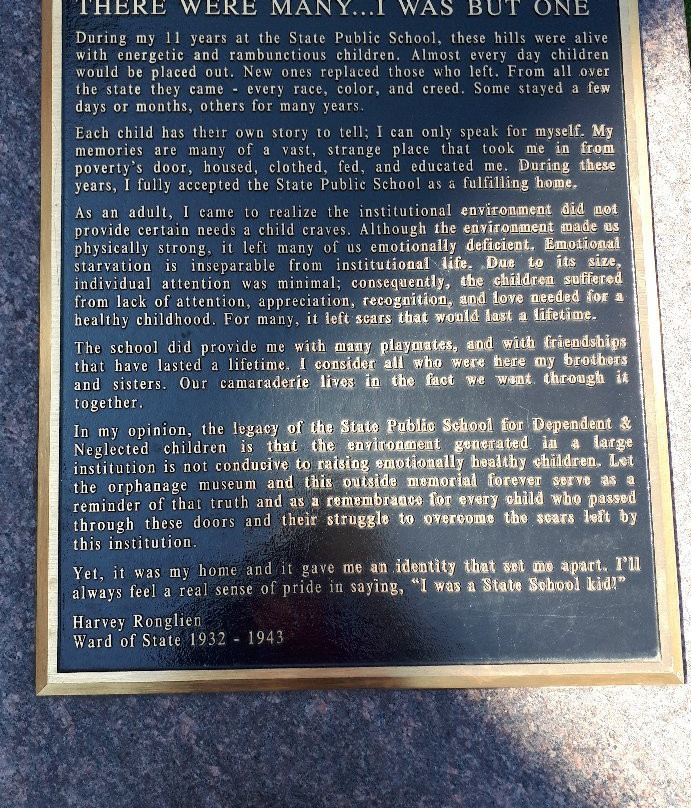 THERE WERE MANY...I WAS BUT ONE
During my 11 years at the State Public School, these hills were alive
with energetic and rambunctious children. Almost every day children
would be placed out. New ones replaced those who left. From all over
the state they came - every race, color, and creed. Some stayed a few
days or months, others for many years.
Each child has their own story to tell; I can only speak for myself. My
memories are many of a vast, strange place that took me in from
poverty's door, housed, clothed, fed, and educated me. During these
years, I fully accepted the State Public School as a fulfilling home.
As an adult, I came to realize the institutional environment did not
provide certain needs a child craves. Although the environment made us
physically strong, it left many of us emotionally deficient. Emotional
starvation is inseparable from institutional life. Due to its size,
individual attention was minimal; consequently, the children suffered
from lack of attention, appreciation, recognition, and love needed for a
healthy childhood. For many, it left scars that would last a lifetime.
The school did provide me with many playmates, and with friendships
that have lasted a lifetime. I consider all who were here my brothers
and sisters. Our camaraderie lives in the fact we went through it
together.
In my opinion, the legacy of the State Public School for Dependent &
Neglected children is that the environment generated in a large
institution is not conducive to raising emotionally healthy children. Let
the orphanage museum and this outside memorial forever serve as a
reminder of that truth and as a remembrance for every child who passed
through these doors and their struggle to overcome the scars left by
this institution.
Yet, it was my home and it gave me an identity that set me apart. I'll
always feel a real sense of pride in saying, "I was a State School kid!"
Harvey Ronglien
Ward of State 1932 - 1943